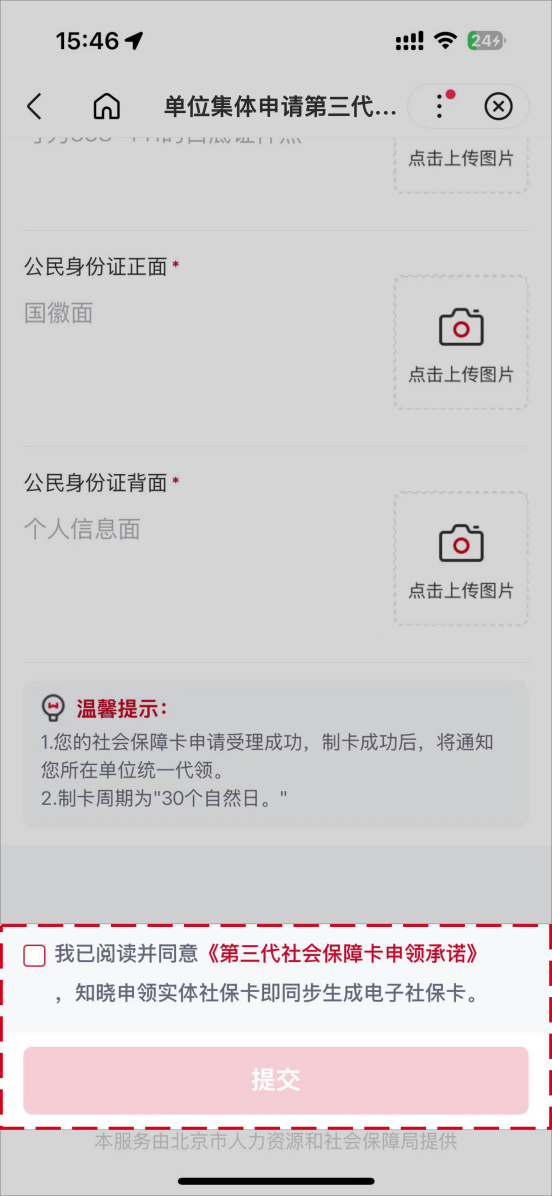 15:46
24
单位集体申请第三代...
点击上传图片
公民身份证正面 *
国徽面
点击上传图片
公民身份证背面 *
个人信息面
点击上传图片
温馨提示：
1.您的社会保障卡申请受理成功，制卡成功后，将通知
您所在单位统一代领。
2.制卡周期为"30个自然日。"
我已阅读并同意《第三代社会保障卡申领承诺》
，知晓申领实体社保卡即同步生成电子社保卡。
提交
本服务由北京市人力资源和社会保障局提供